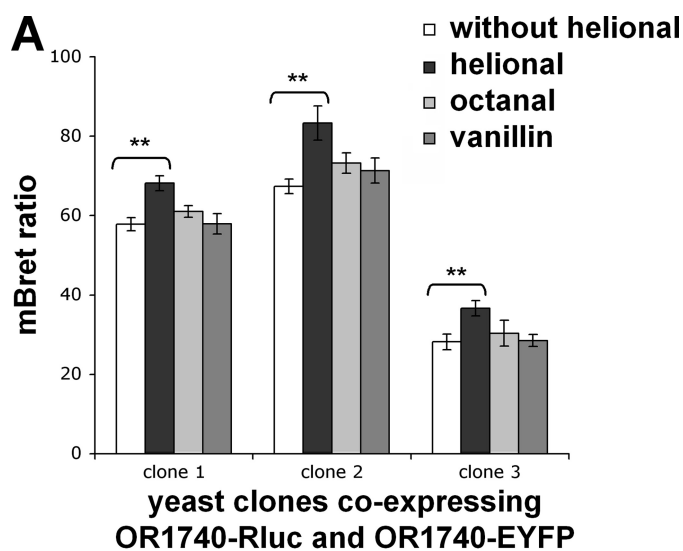 A
without helional
helional
octanal
vanillin
mBret ratio
100
80
60
40
20
0
**
**
**
clone 1
clone 2
clone 3
yeast clones co-expressing
OR1740-Rluc and OR1740-EYFP